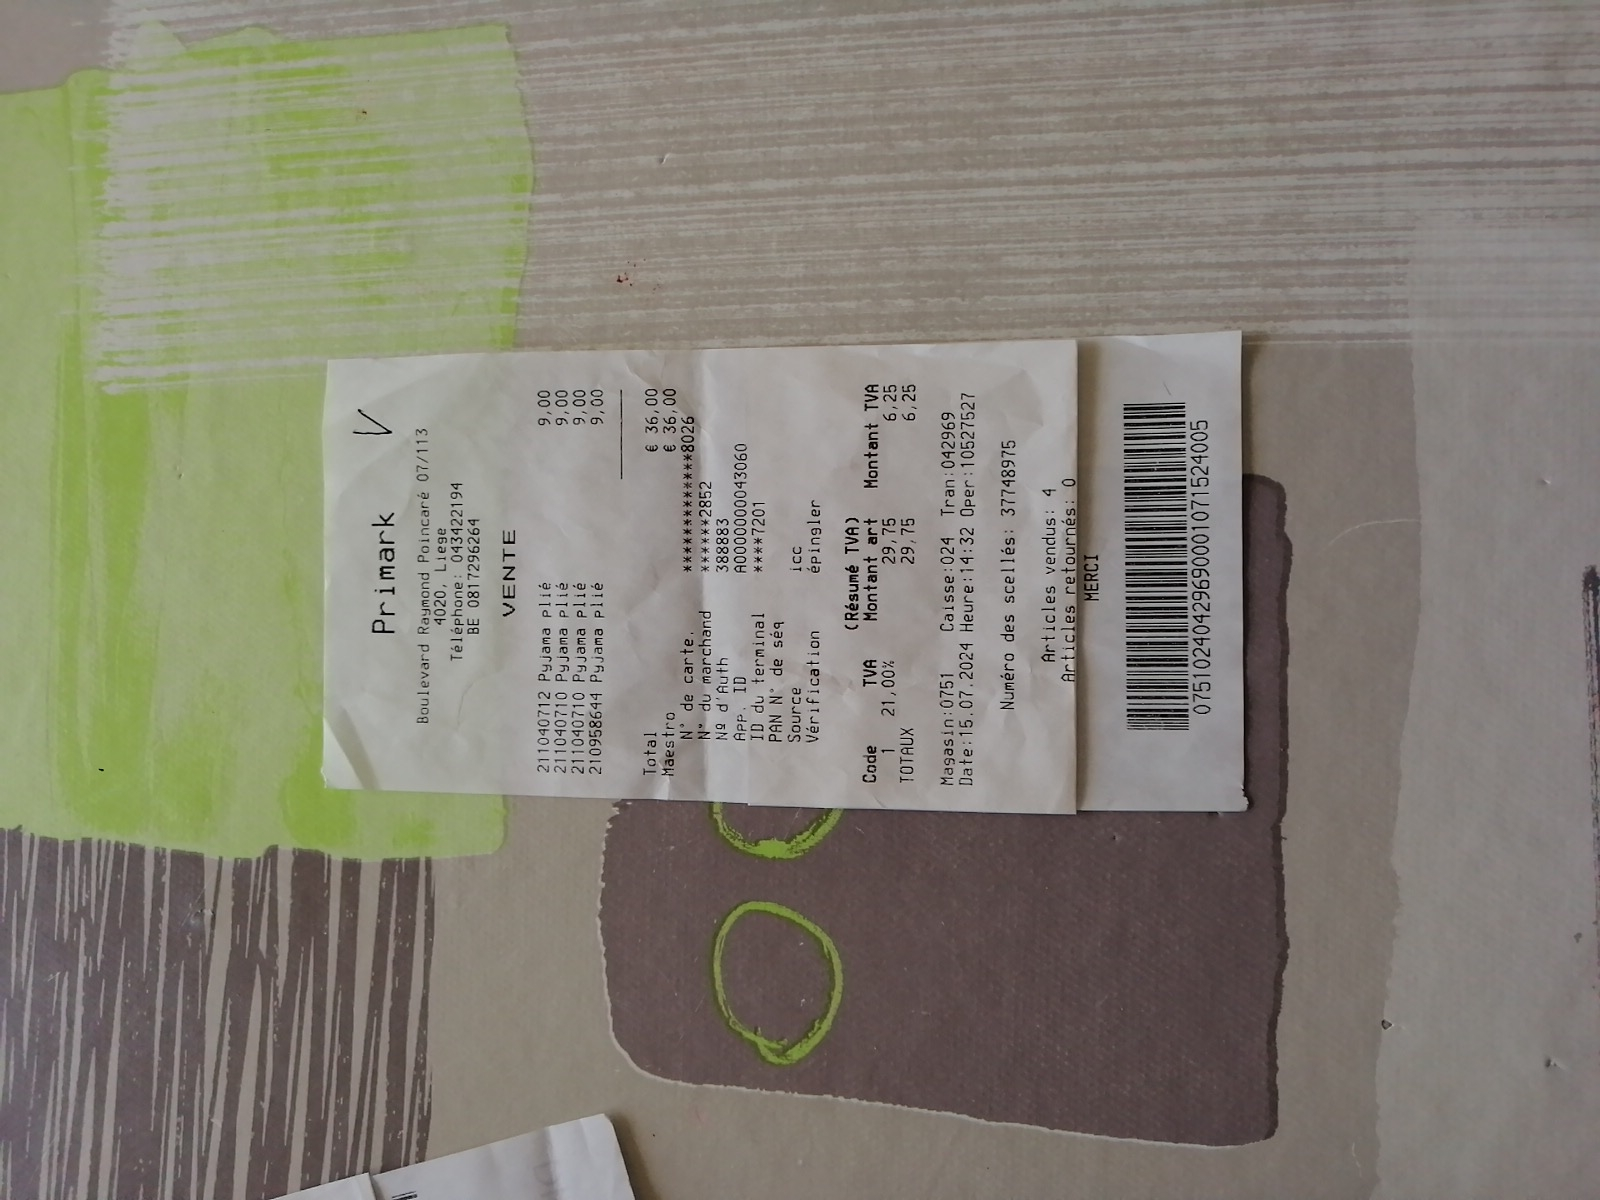 Primark V
Boulevard Raymond Poincaré 07/113
4020, Liege
Téléphone: 043422194
BE 0817296264
VENTE
211040712 Pyjama plié 9,00
211040710 Pyjama plié 9,00
211040710 Pyjama plié 9,00
210958644 Pyjama plié 9,00
Total € 36,00
Maestro € 36,00
N° de carte. ***************8026
N° du marchand ******2852
Nº d'Auth 388883
App. ID A0000000043060
ID du terminal ****7201
PAN N° de séq
Source icc
Vérification épingler
(Résumé TVA)
Code TVA Montant art Montant TVA
1 21,00% 29,75 6,25
TOTAUX 29,75 6,25
Magasin:0751 Caisse:024 Tran:042969
Date:15.07.2024 Heure:14:32 Oper:10527527
Numéro des scellés: 37748975
Articles vendus: 4
Articles retournés: 0
MERCI
07510240429690001071524005